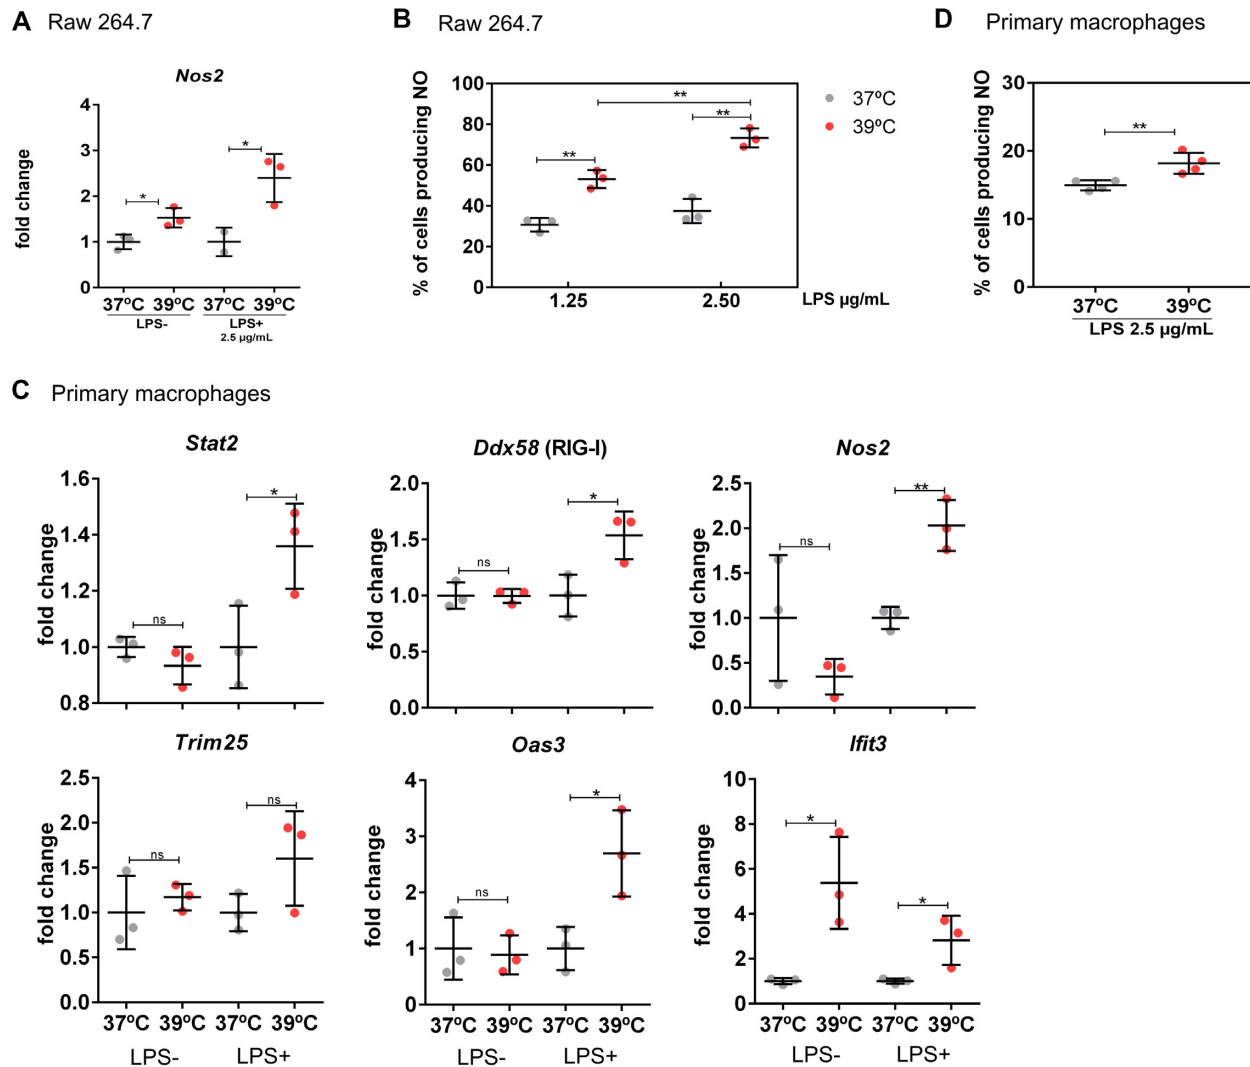 A Raw 264.7
Nos2
fold change
4
3
2
1
0
*
*
37ºC 39ºC 37ºC 39ºC
LPS- LPS+
2.5 µg/mL
B Raw 264.7
% of cells producing NO
100
80
60
40
20
0
**
**
**
1.25 2.50 LPS µg/mL
37ºC
39ºC
D Primary macrophages
% of cells producing NO
30
20
10
0
**
37ºC 39ºC
LPS 2.5 µg/mL
C Primary macrophages
Stat2
fold change
1.6
1.4
1.2
1.0
0.8
ns
*
Ddx58 (RIG-I)
fold change
2.0
1.5
1.0
0.5
0.0
ns
*
Nos2
fold change
2.5
2.0
1.5
1.0
0.5
0.0
ns
**
Trim25
fold change
2.5
2.0
1.5
1.0
0.5
0.0
ns
ns
37ºC 39ºC 37ºC 39ºC
LPS- LPS+
Oas3
fold change
4
3
2
1
0
ns
*
37ºC 39ºC 37ºC 39ºC
LPS- LPS+
Ifit3
fold change
10
8
6
4
2
0
*
*
37ºC 39ºC 37ºC 39ºC
LPS- LPS+